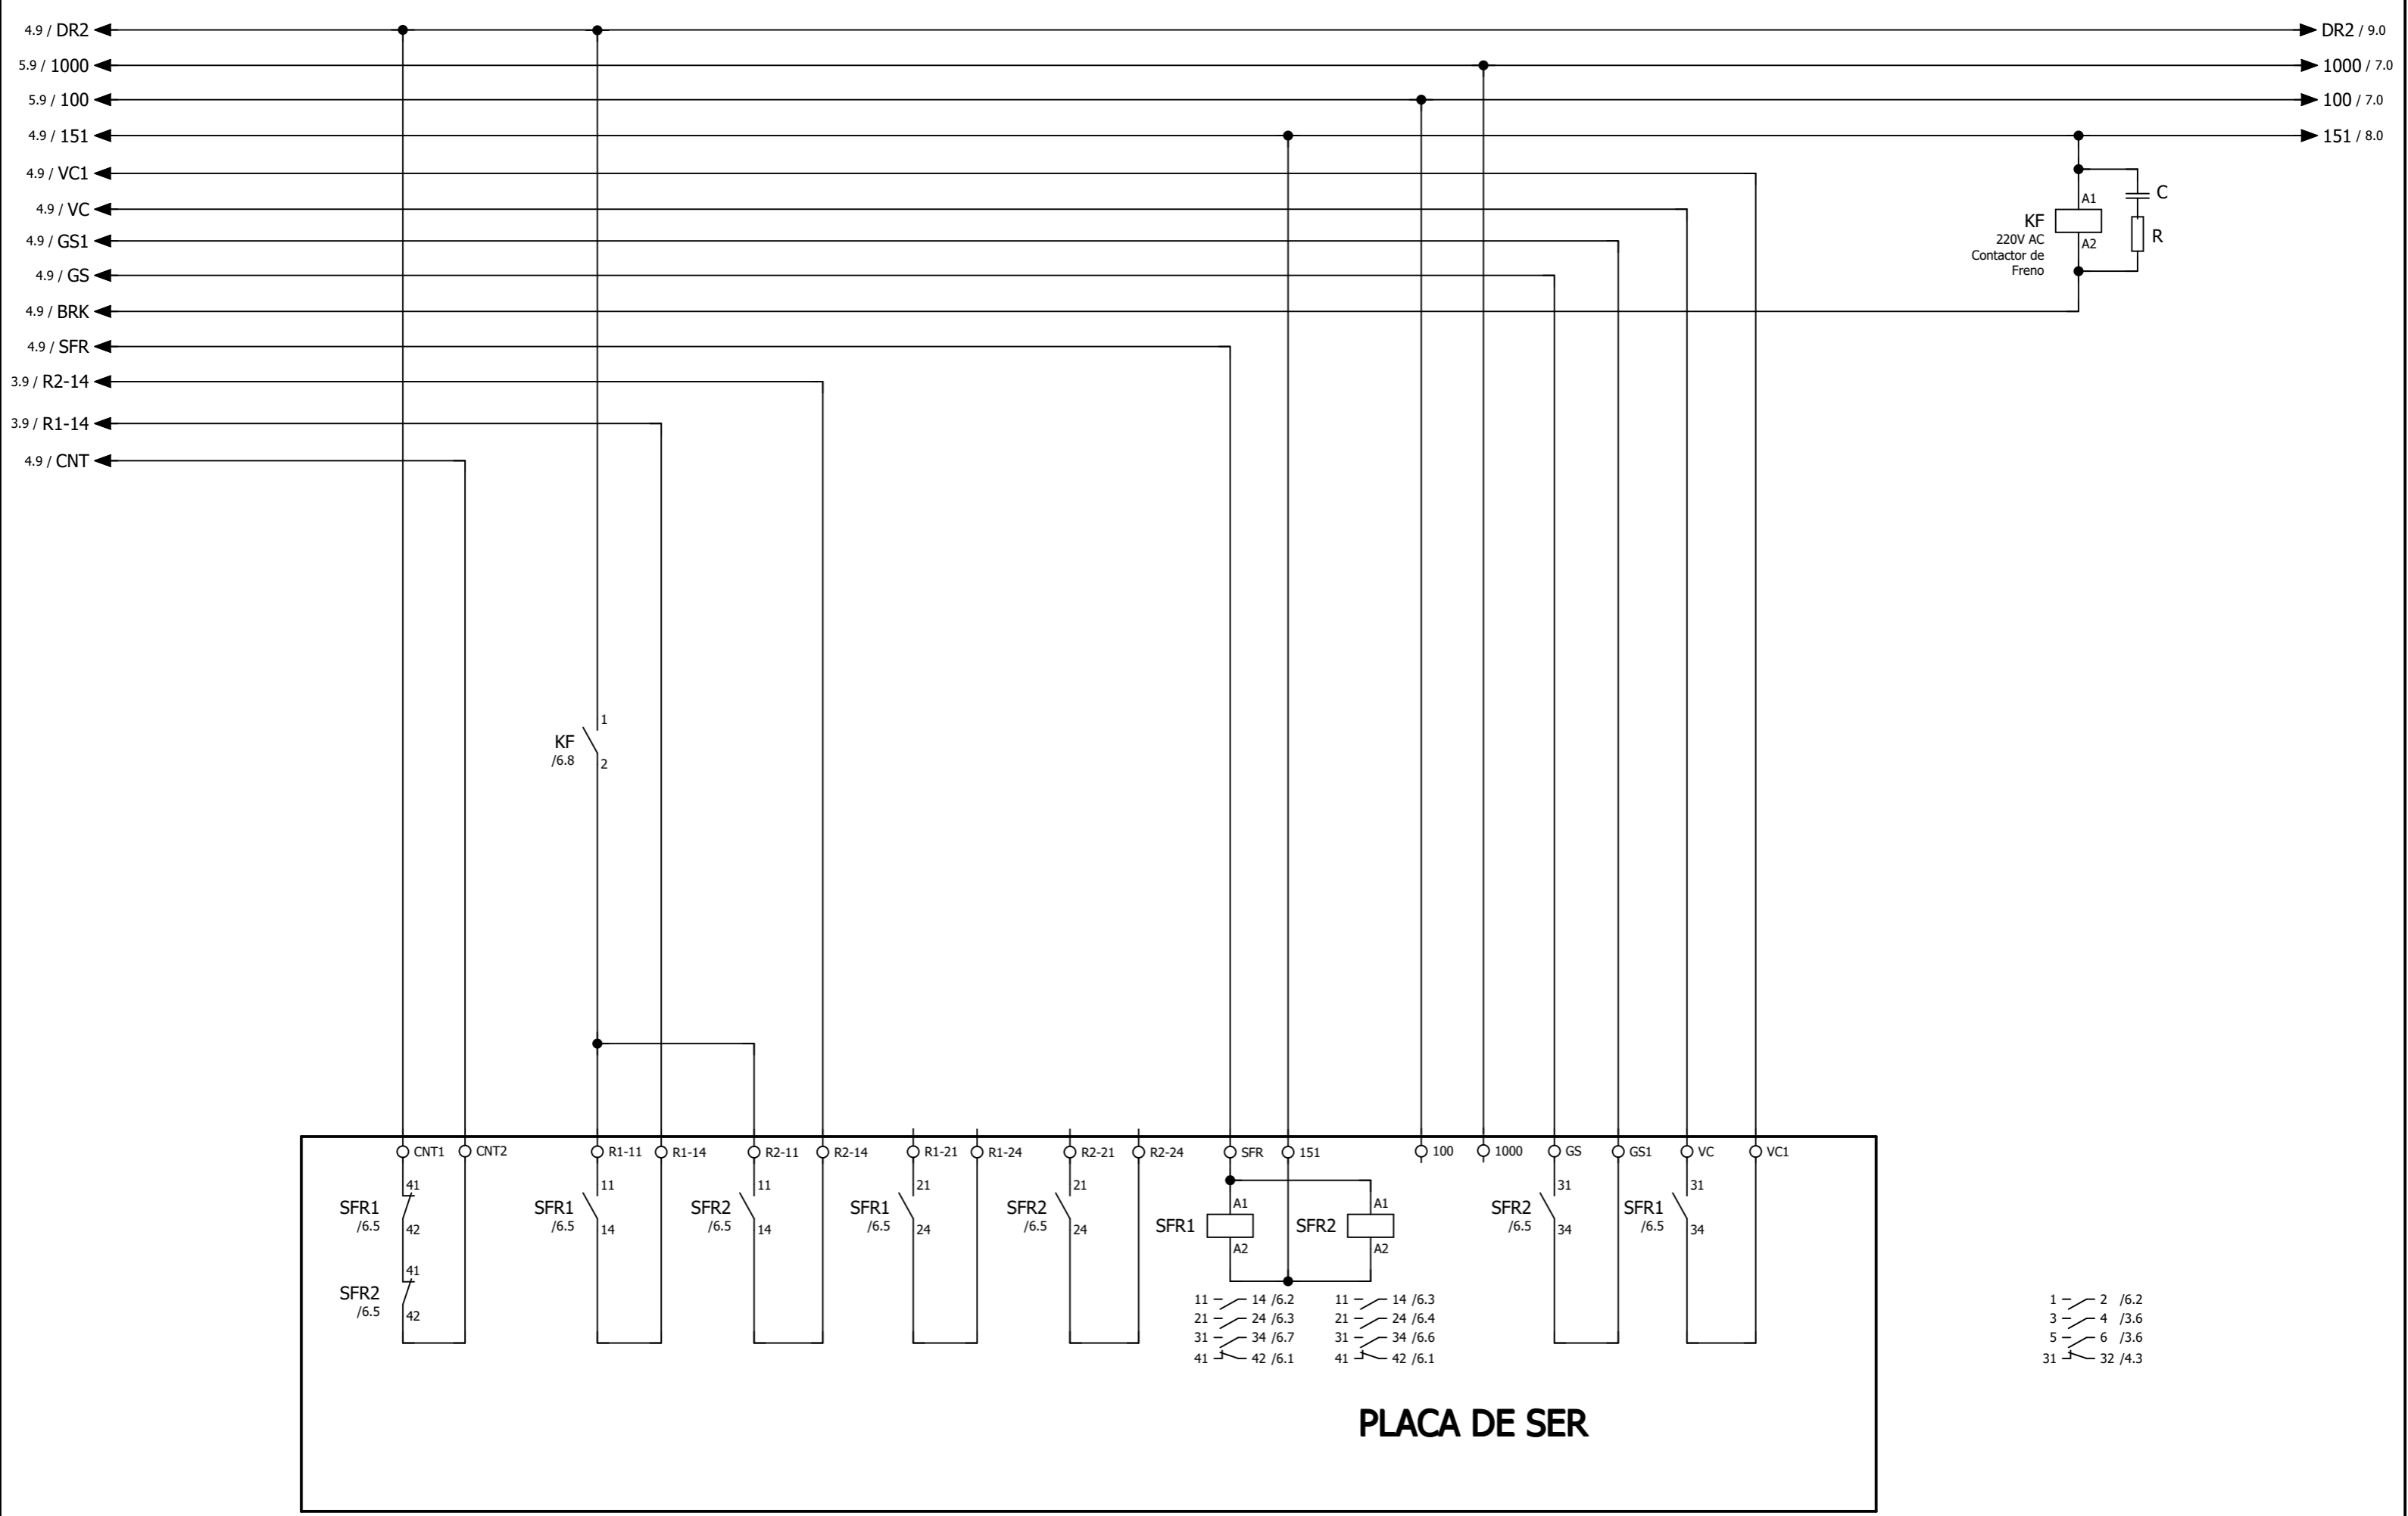 4.9 / DR2
DR2 / 9.0
5.9 / 1000
1000 / 7.0
5.9 / 100
100 / 7.0
4.9 / 151
151 / 8.0
4.9 / VC1
4.9 / VC
4.9 / GS1
4.9 / GS
4.9 / BRK
4.9 / SFR
3.9 / R2-14
3.9 / R1-14
4.9 / CNT
A1
C
KF
220V AC
Contactor de
Freno
A2
R
1
KF
/6.8
2
CNT1
CNT2
R1-11
R1-14
R2-11
R2-14
R1-21
R1-24
R2-21
R2-24
SFR
151
100
1000
GS
GS1
VC
VC1
41
SFR1
/6.5
42
41
SFR2
/6.5
42
11
SFR1
/6.5
14
11
SFR2
/6.5
14
21
SFR1
/6.5
24
21
SFR2
/6.5
24
A1
SFR1
A2
A1
SFR2
A2
31
SFR2
/6.5
34
31
SFR1
/6.5
34
11 14 /6.2
21 24 /6.3
31 34 /6.7
41 42 /6.1
11 14 /6.3
21 24 /6.4
31 34 /6.6
41 42 /6.1
1 2 /6.2
3 4 /3.6
5 6 /3.6
31 32 /4.3
PLACA DE SER